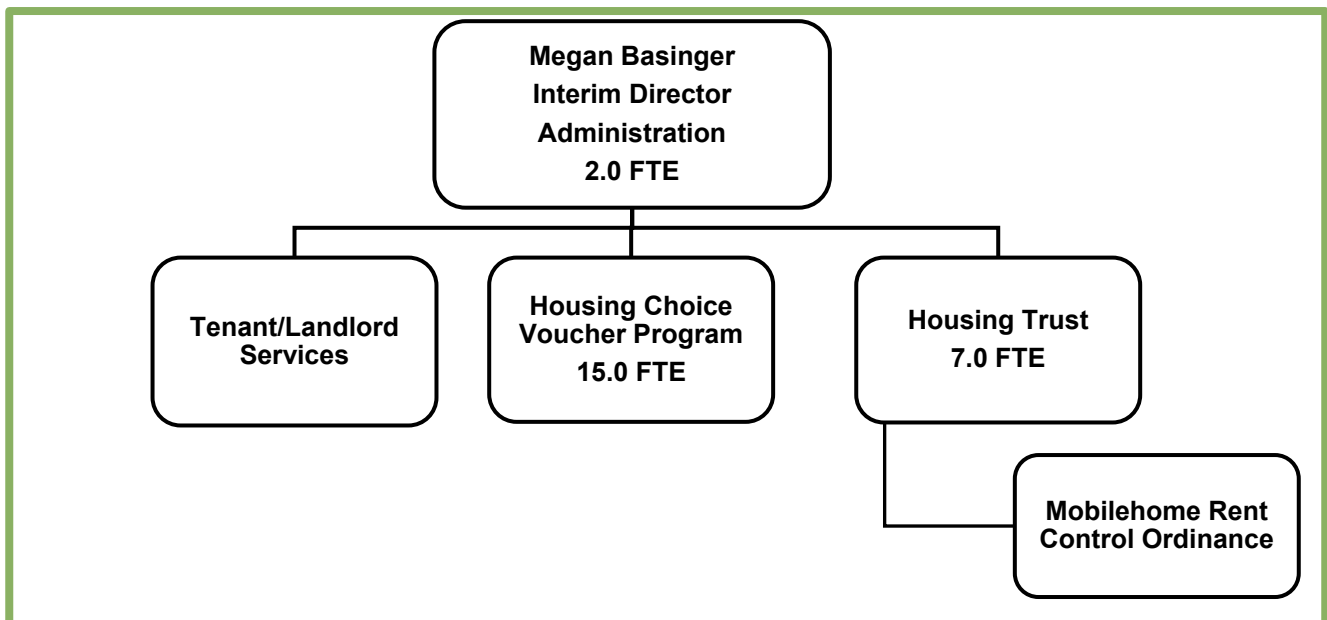 Megan Basinger
Interim Director
Administration
2.0 FTE
Tenant/Landlord
Services
Housing Choice
Voucher Program
15.0 FTE
Housing Trust
7.0 FTE
Mobilehome Rent
Control Ordinance